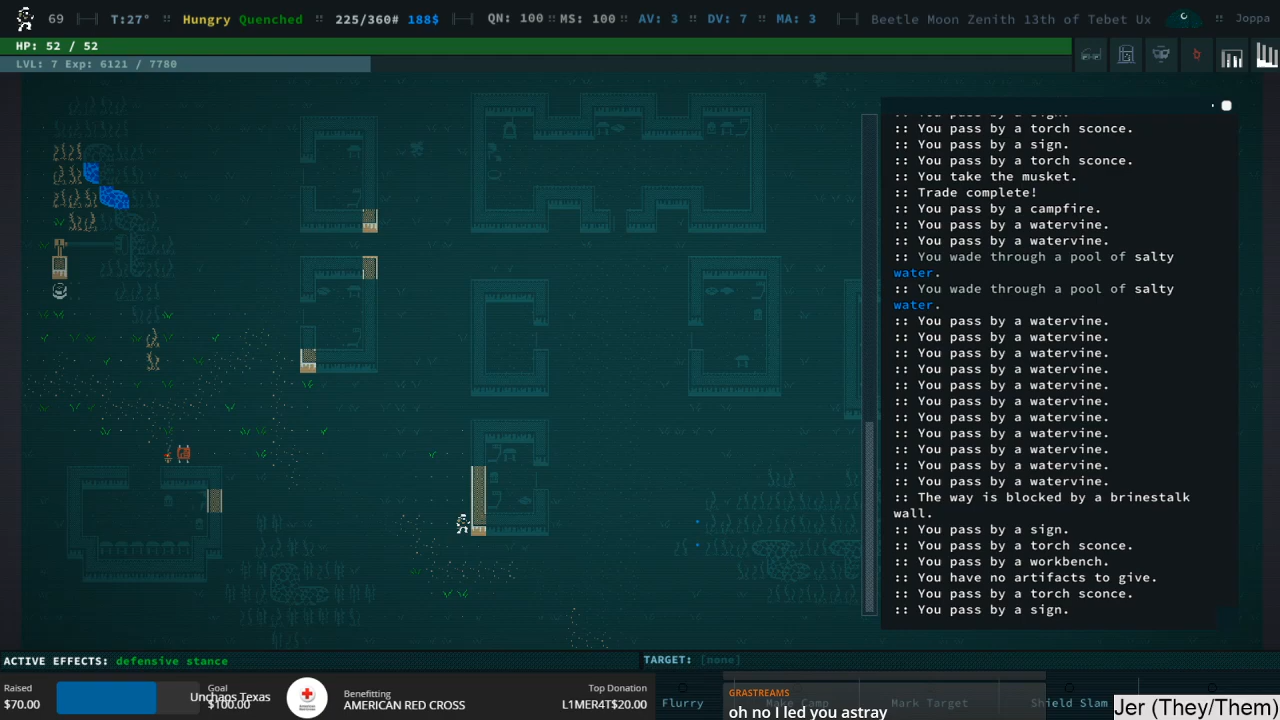 69 T:27° :: Hungry Quenched :: 225/360# 188$ QN: 100 :: MS: 100 :: AV: 3 :: DV: 7 :: MA: 3 Beetle Moon Zenith 13th of Tebet Ux :: Joppa
HP: 52 / 52
LVL: 7 Exp: 6121 / 7780
:: You pass by a sign.
:: You pass by a torch sconce.
:: You pass by a sign.
:: You pass by a torch sconce.
:: You take the musket.
:: Trade complete!
:: You pass by a campfire.
:: You pass by a watervine.
:: You pass by a watervine.
:: You wade through a pool of salty
water.
:: You wade through a pool of salty
water.
:: You pass by a watervine.
:: You pass by a watervine.
:: You pass by a watervine.
:: You pass by a watervine.
:: You pass by a watervine.
:: You pass by a watervine.
:: You pass by a watervine.
:: You pass by a watervine.
:: You pass by a watervine.
:: You pass by a watervine.
:: You pass by a watervine.
:: The way is blocked by a brinestalk
wall.
:: You pass by a sign.
:: You pass by a torch sconce.
:: You pass by a workbench.
:: You have no artifacts to give.
:: You pass by a torch sconce.
:: You pass by a sign.
ACTIVE EFFECTS: defensive stance
TARGET: [none]
Raised
$70.00
Goal
Unchaos Texas
Benefitting
AMERICAN RED CROSS
Top Donation
L1MERAT$20.00
Flurry
Make Camp
Mark Target
Shield Slam
GRASTREAMS
oh no I led you astray
Jer (They/Them)